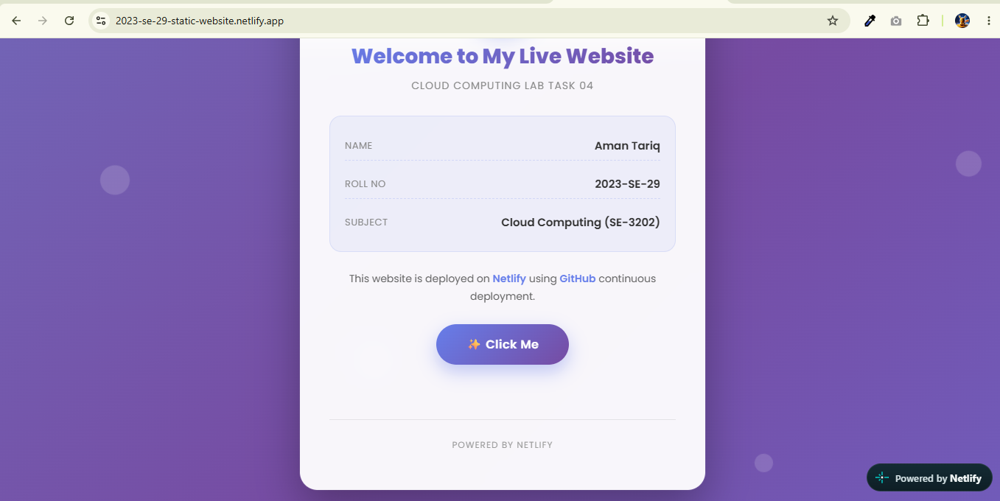 2023-se-29-static-website.netlify.app
Welcome to My Live Website
CLOUD COMPUTING LAB TASK 04
NAME Aman Tariq
ROLL NO 2023-SE-29
SUBJECT Cloud Computing (SE-3202)
This website is deployed on Netlify using GitHub continuous
deployment.
✨ Click Me
POWERED BY NETLIFY
Powered by Netlify